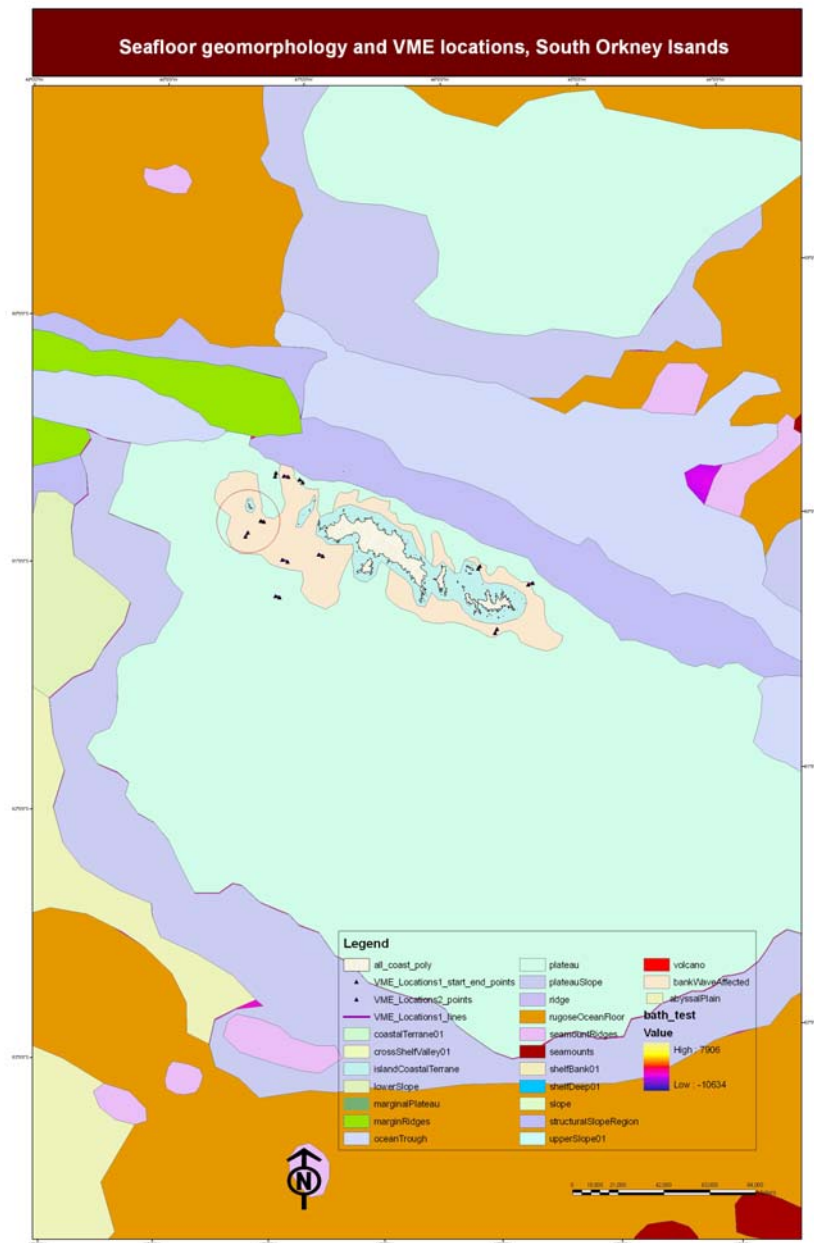 Seafloor geomorphology and VME locations, South Orkney Isands
Legend
all_coast_poly
VME_Locations1_start_end_points
VME_Locations2_points
VME_Locations1_lines
coastalTerrane01
crossShelfValley01
islandCoastalTerrane
lowerSlope
marginalPlateau
marginRidges
oceanTrough
plateau
plateauSlope
ridge
rugoseOceanFloor
seamountRidges
seamounts
shelfBank01
shelfDeep01
slope
structuralSlopeRegion
upperSlope01
volcano
bankWaveAffected
abyssalPlain
bath_test
Value
High : 7906
Low : -10634
N